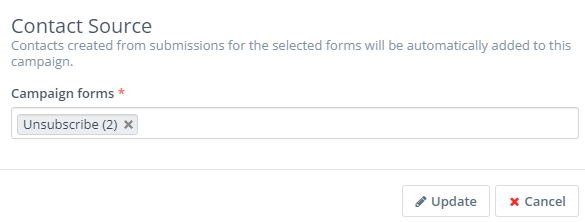 Contact Source
Contacts created from submissions for the selected forms will be automatically added to this
campaign.
Campaign forms *
Unsubscribe (2) ×
Update
Cancel